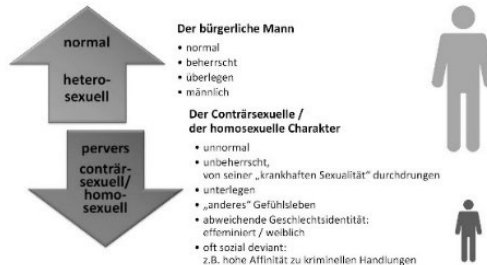 normal
hetero-
sexuell
Der bürgerliche Mann
• normal
• beherrscht
• überlegen
• männlich
pervers
conträr-
sexuell/
homo-
sexuell
Der Conträrsexuelle /
der homosexuelle Charakter
• unnormal
• unbeherrscht,
von seiner „krankhaften Sexualität“ durchdrungen
• unterlegen
• „anderes“ Gefühlsleben
• abweichende Geschlechtsidentität:
effeminiert / weiblich
• oft sozial deviant:
z.B. hohe Affinität zu kriminellen Handlungen